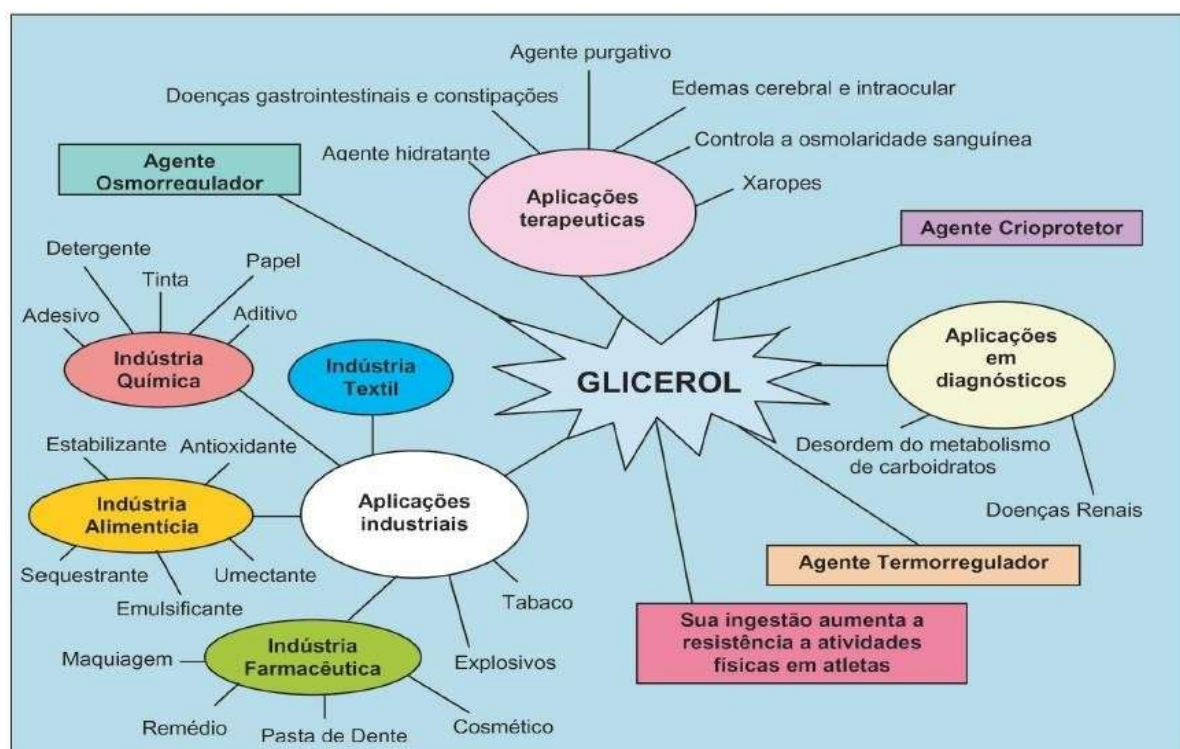 Agente purgativo
Doenças gastrointestinais e constipações
Edemas cerebral e intraocular
Agente hidratante
Controla a osmolaridade sanguínea
Xaropes
Aplicações
terapeuticas
Agente
Osmorregulador
Agente Crioprotetor
Detergente
Tinta
Papel
Adesivo
Aditivo
Indústria
Química
Indústria
Textil
GLICEROL
Aplicações
em
diagnósticos
Desordem do metabolismo
de carboidratos
Doenças Renais
Estabilizante
Antioxidante
Indústria
Alimentícia
Sequestrante
Umectante
Emulsificante
Aplicações
industriais
Tabaco
Explosivos
Agente Termorregulador
Sua ingestão aumenta a
resistência a atividades
físicas em atletas
Indústria
Farmacêutica
Maquiagem
Remédio
Pasta de Dente
Cosmético